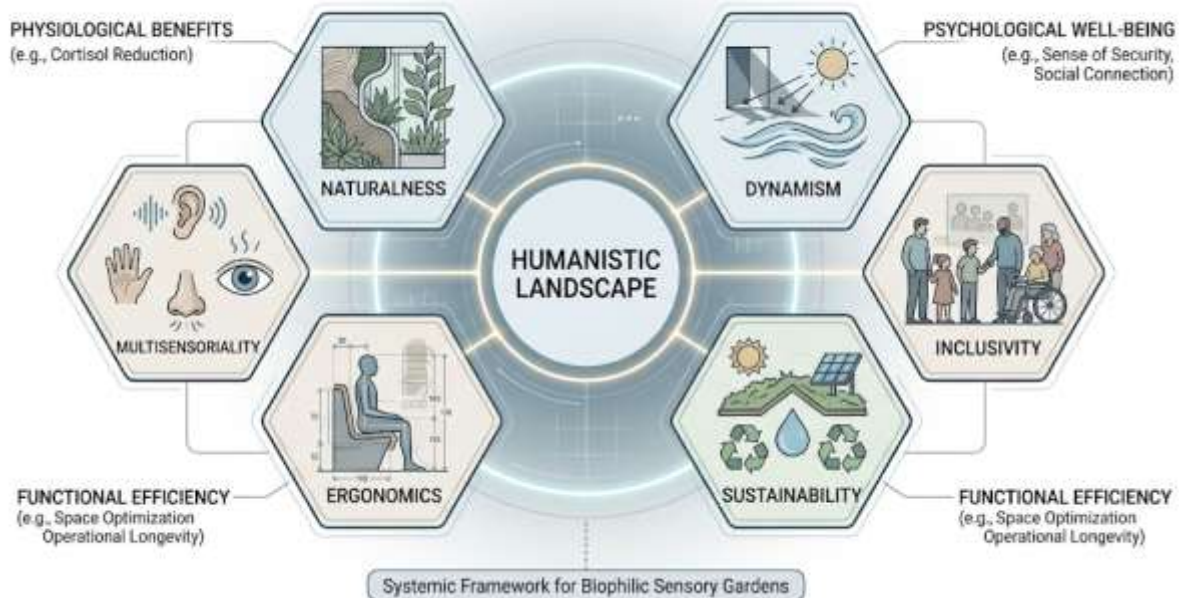 PHYSIOLOGICAL BENEFITS
(e.g., Cortisol Reduction)
PSYCHOLOGICAL WELL-BEING
(e.g., Sense of Security,
Social Connection)
NATURALNESS
DYNAMISM
HUMANISTIC
LANDSCAPE
MULTISENSORIALITY
INCLUSIVITY
ERGONOMICS
SUSTAINABILITY
FUNCTIONAL EFFICIENCY
(e.g., Space Optimization
Operational Longevity)
FUNCTIONAL EFFICIENCY
(e.g., Space Optimization
Operational Longevity)
Systemic Framework for Biophilic Sensory Gardens